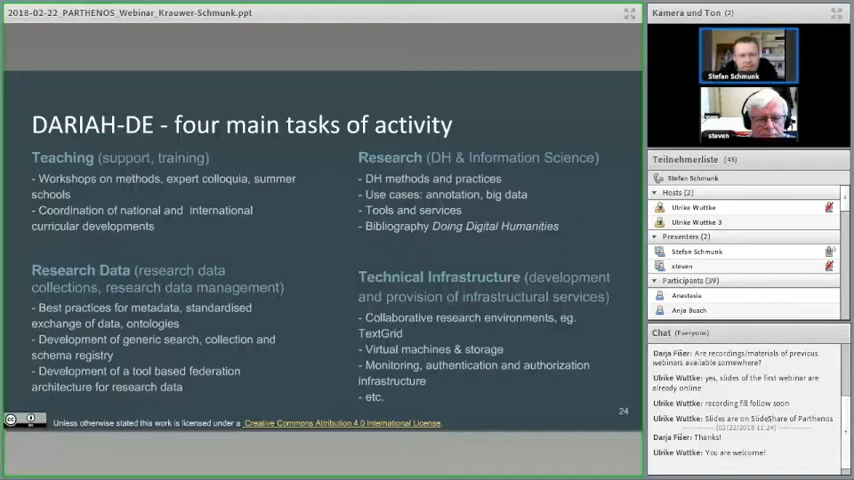 2018-02-22_PARTHENOS_Webinar_Krauwer-Schmunk.ppt
DARIAH-DE - four main tasks of activity
Teaching (support, training)
- Workshops on methods, expert colloquia, summer
schools
- Coordination of national and international
curricular developments
Research (DH & Information Science)
- DH methods and practices
- Use cases: annotation, big data
- Tools and services
- Bibliography Doing Digital Humanities
Research Data (research data
collections, research data management)
- Best practices for metadata, standardised
exchange of data, ontologies
- Development of generic search, collection and
schema registry
- Development of a tool based federation
architecture for research data
Technical Infrastructure (development
and provision of infrastructural services)
- Collaborative research environments, eg.
TextGrid
- Virtual machines & storage
- Monitoring, authentication and authorization
infrastructure
- etc.
24
cc
Unless otherwise stated this work is licensed under a Creative Commons Attribution 4.0 International License.
Kamera und Ton (2)
Stefan Schmunk
steven
Teilnehmerliste (43)
Stefan Schmunk
Hosts (2)
Ulrike Wuttke
Ulrike Wuttke 3
Presenters (2)
Stefan Schmunk
steven
Participants (39)
Anastasia
Anja Busch
Chat (Everyone)
Darja Fišer: Are recordings/materials of previous
webinars available somewhere?
Ulrike Wuttke: yes, slides of the first webinar are
already online
Ulrike Wuttke: recording fill follow soon
Ulrike Wuttke: Slides are on SlideShare of Parthenos
------------ (02/22/2018 11:24) ------------
Darja Fišer: Thanks!
Ulrike Wuttke: You are welcome!